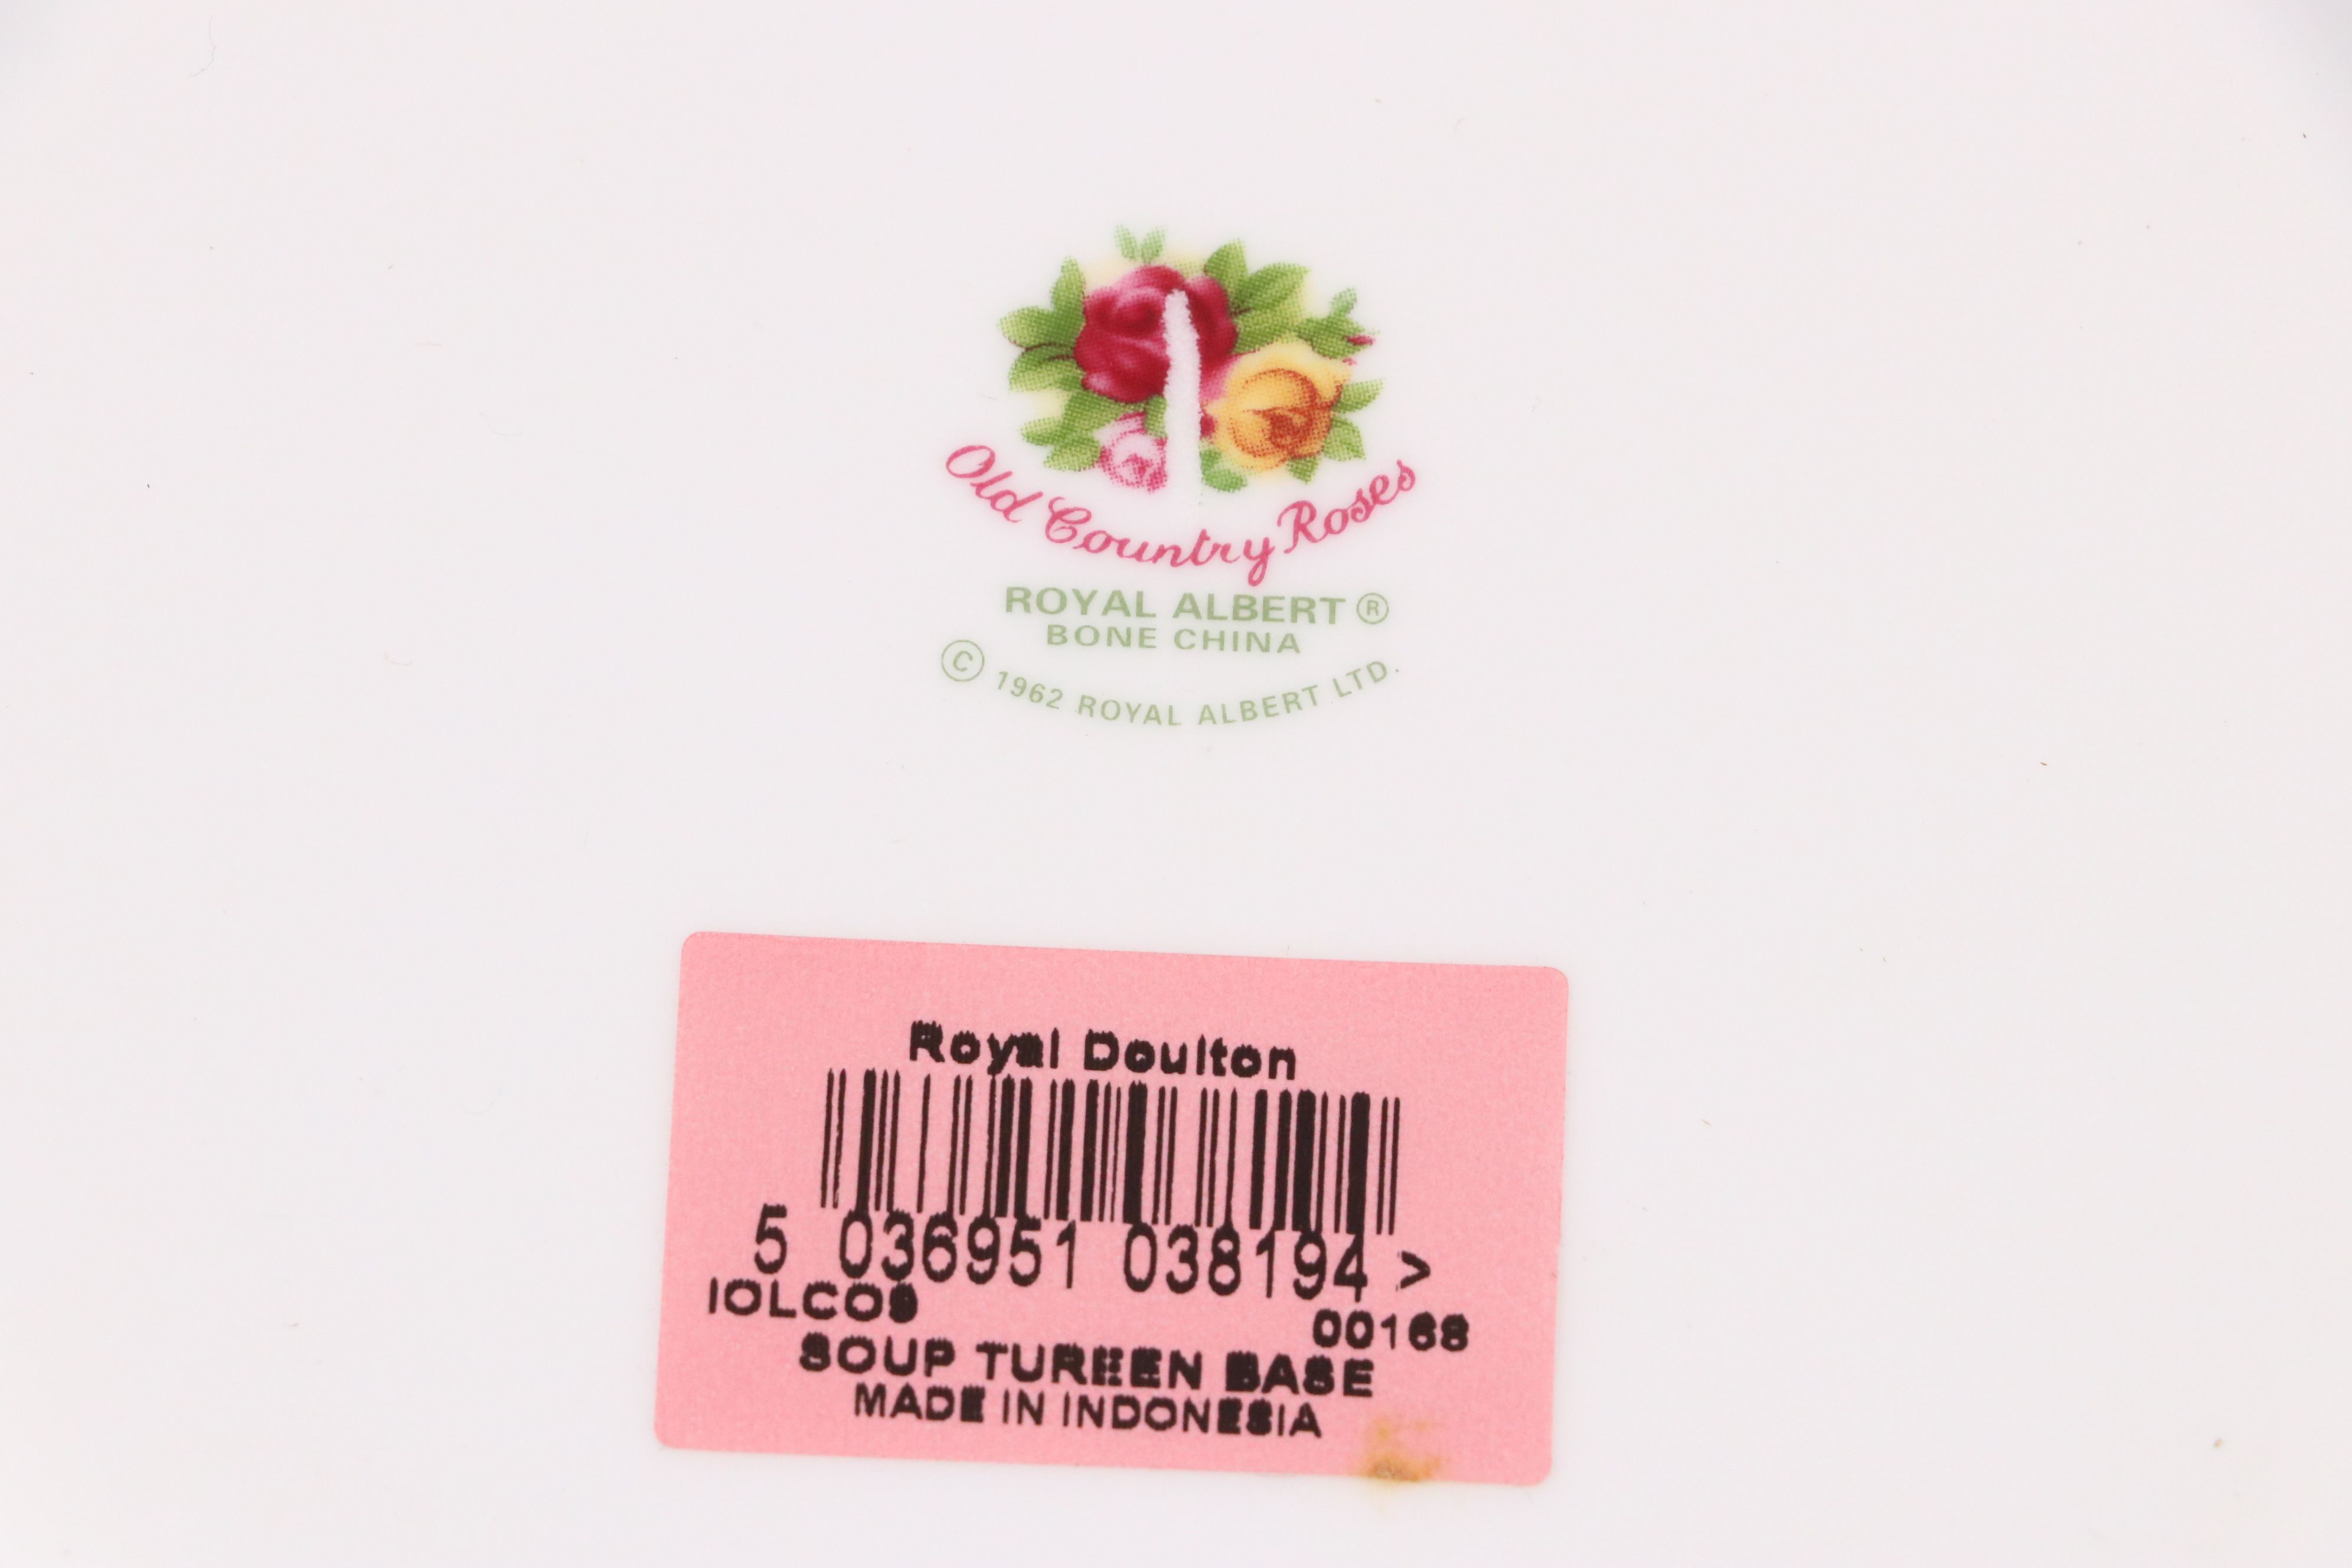 Old Country Roses
ROYAL ALBERT ®
BONE CHINA
© 1962 ROYAL ALBERT LTD.
Royal Doulton
5 036951 038194 >
IOLCO9
00168
SOUP TUREEN BASE
MADE IN INDONESIA